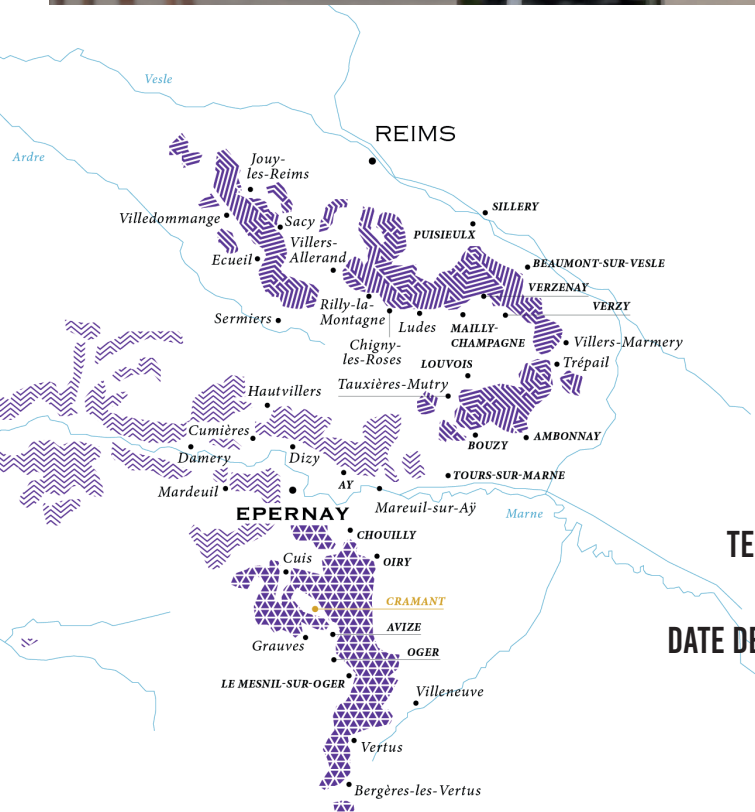 Vesle
REIMS
Ardre
Jouy-
les-Reims
SILLERY
Villedommange
Sacy
PUISIEULX
Villers-
Allerand
Ecueil
BEAUMONT-SUR-VESLE
VERZENAY
Rilly-la-
Montagne
VERZY
Sermiers
Ludes
MAILLY-
CHAMPAGNE
Villers-Marmery
Chigny-
les-Roses
LOUVOIS
Trépail
Tauxières-Mutry
Hautvillers
Cumières
BOUZY
AMBONNAY
Damery
Dizy
TOURS-SUR-MARNE
AY
Mardeuil
Mareuil-sur-Aÿ
Marne
EPERNAY
CHOUILLY
TE
Cuis
OIRY
CRAMANT
AVIZE
DATE DE
Grauves
OGER
LE MESNIL-SUR-OGER
Villeneuve
Vertus
Bergères-les-Vertus